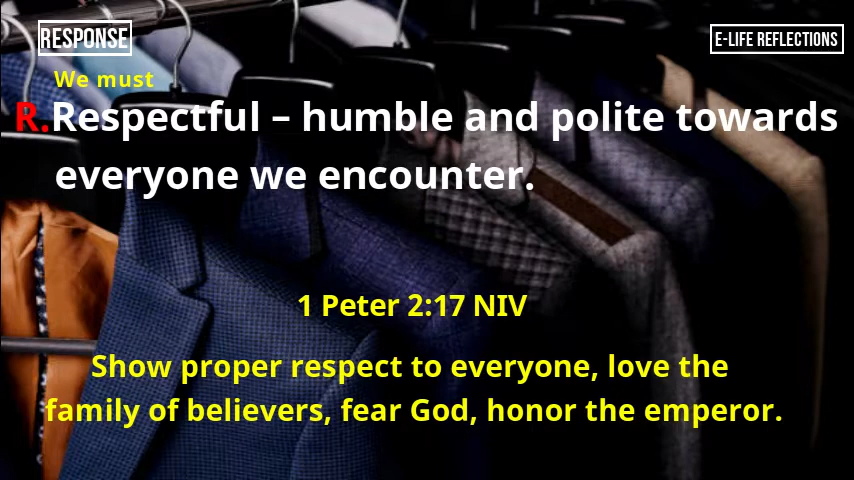 RESPONSE
E-LIFE REFLECTIONS
We must
R.Respectful – humble and polite towards
everyone we encounter.
1 Peter 2:17 NIV
Show proper respect to everyone, love the
family of believers, fear God, honor the emperor.